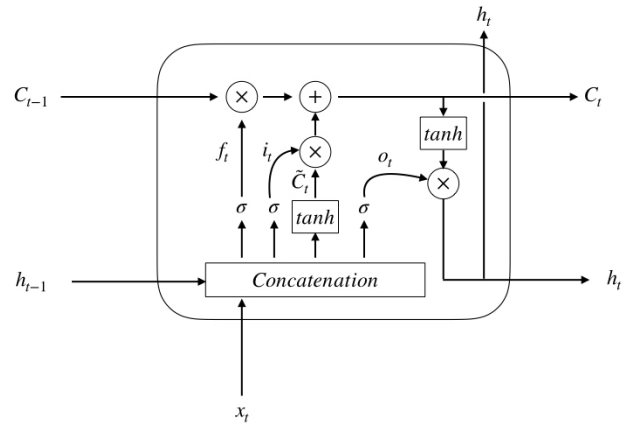 h_t
C_{t-1}
×
+
C_t
tanh
f_t
i_t
×
o_t
C̃_t
×
σ
σ
tanh
σ
h_{t-1}
Concatenation
h_t
x_t